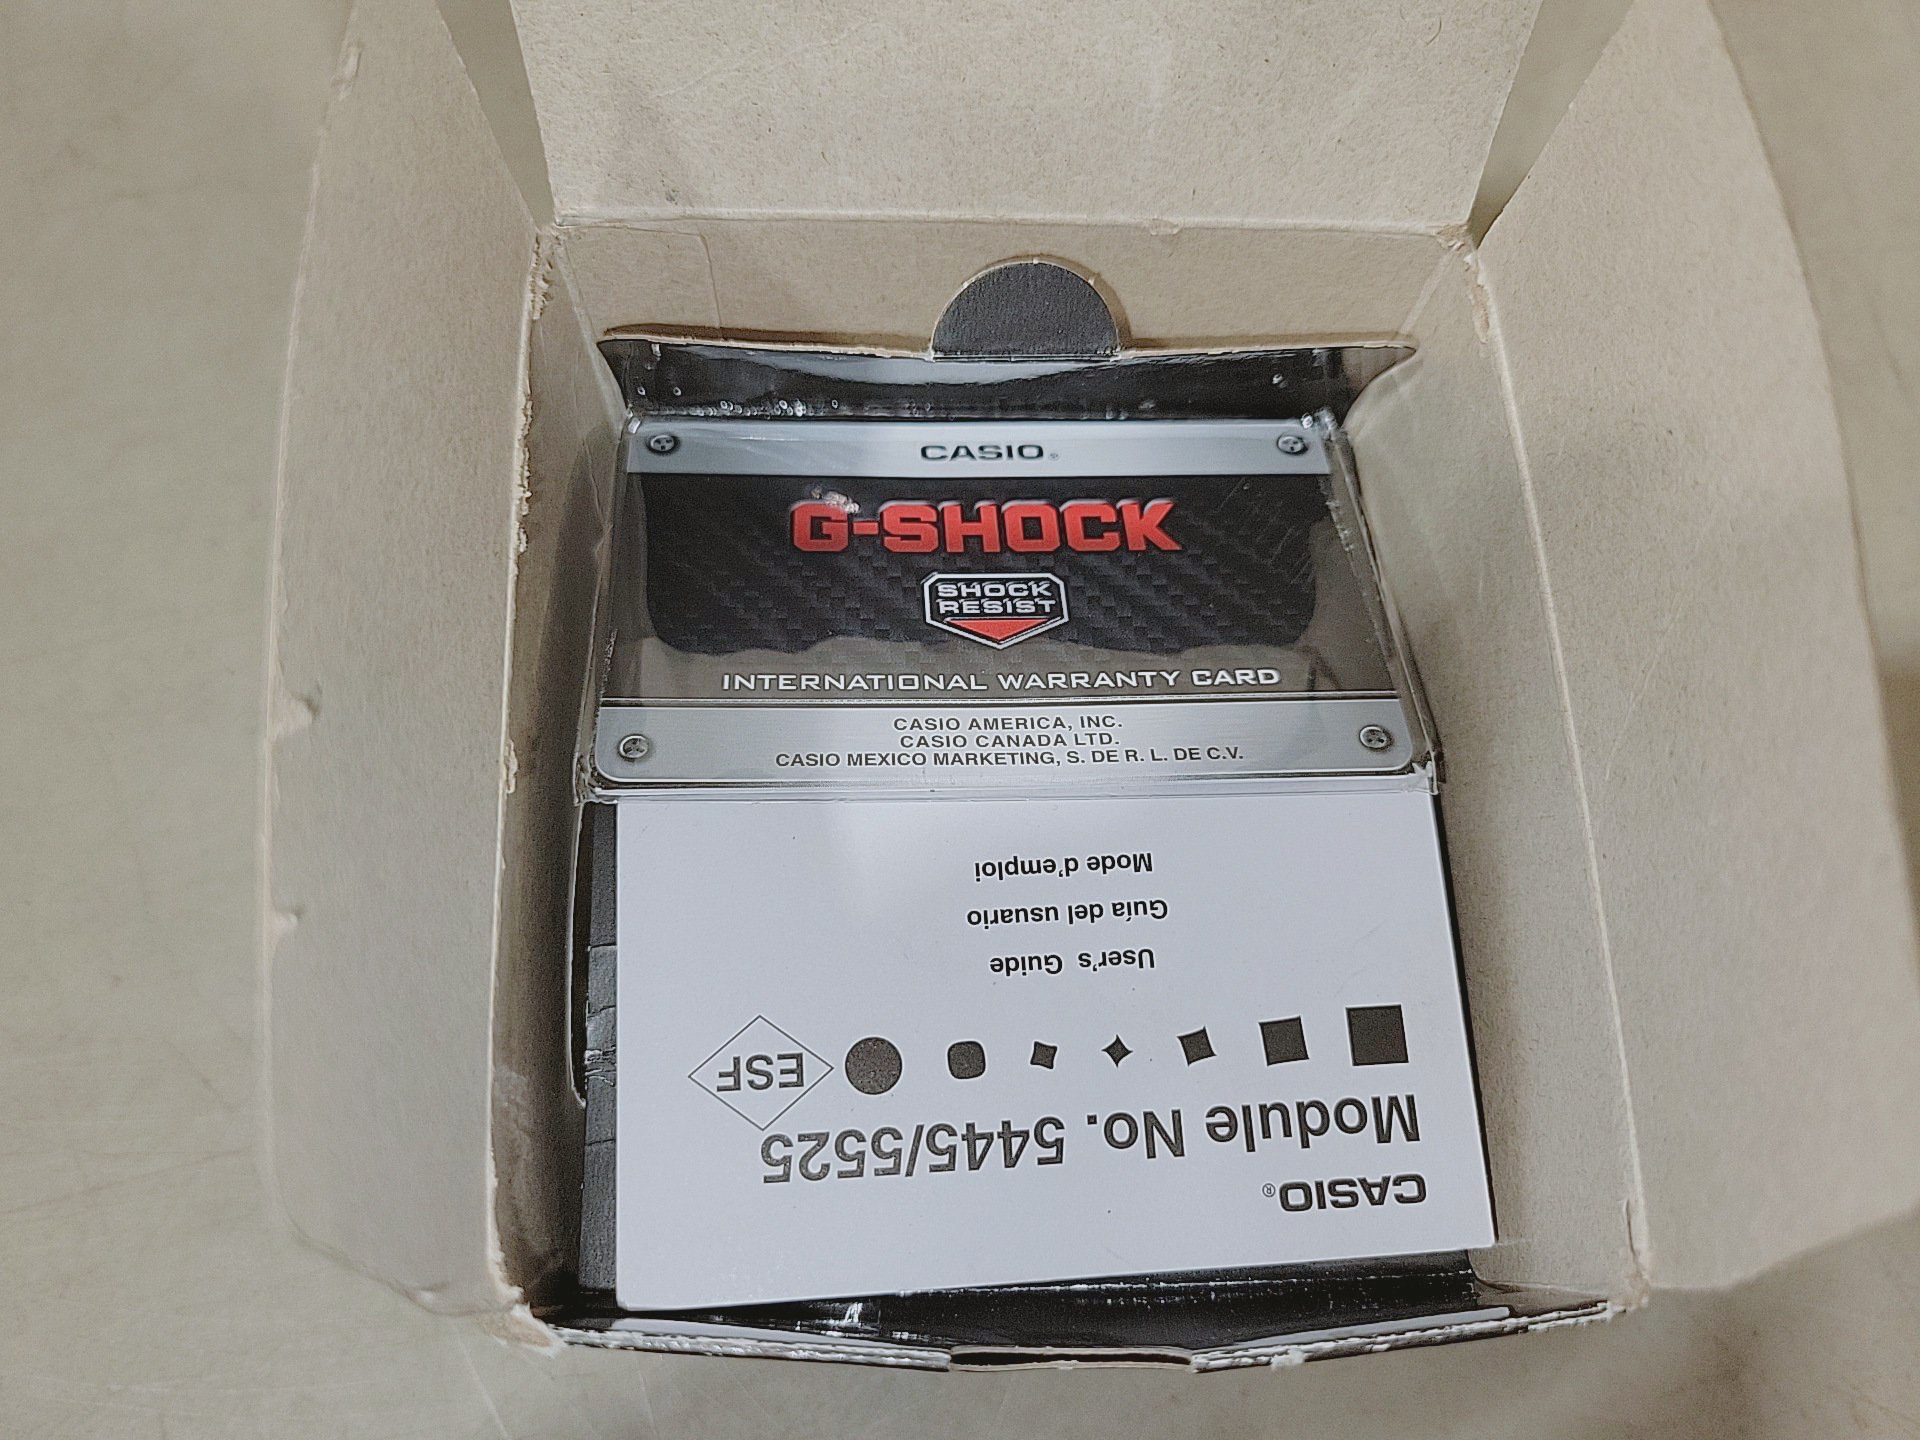 CASIO®
G-SHOCK
SHOCK
RESIST
INTERNATIONAL WARRANTY CARD
CASIO AMERICA, INC.
CASIO CANADA LTD.
CASIO MEXICO MARKETING, S. DE R. L. DE C.V.
CASIO®
Module No. 5445/5525
ESF
User's Guide
Guía del usuario
Mode d'emploi